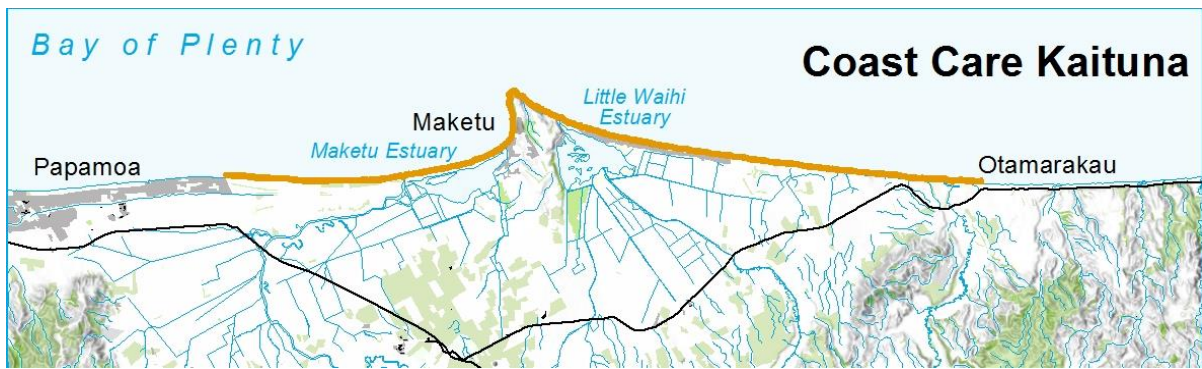 Bay of Plenty
Coast Care Kaituna
Little Waihi
Estuary
Maketu
Maketu Estuary
Papamoa
Otamarakau